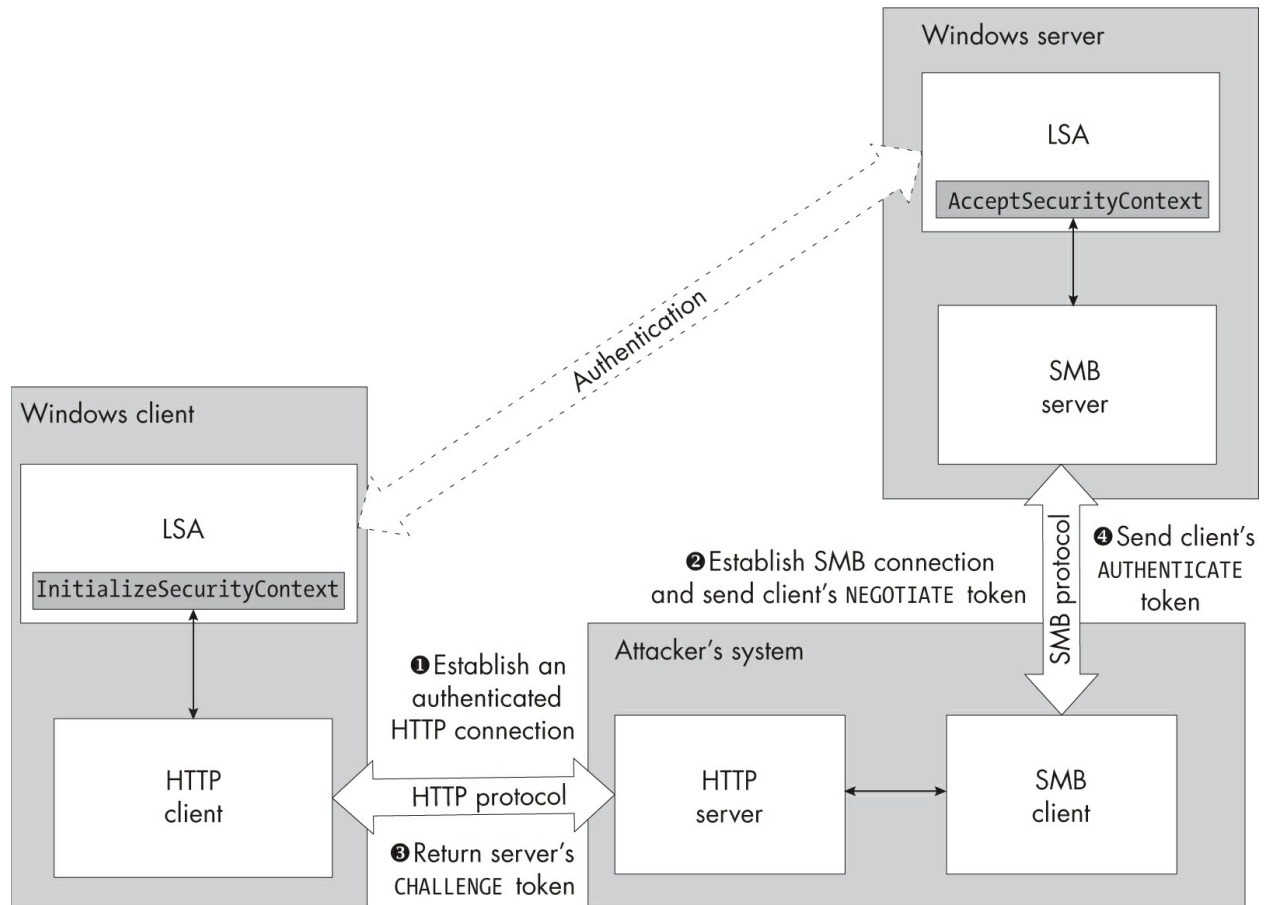 Windows server
LSA
AcceptSecurityContext
Authentication
SMB
server
Windows client
LSA
InitializeSecurityContext
❷Establish SMB connection
and send client's NEGOTIATE token
SMB protocol
❹Send client's
AUTHENTICATE
token
❶Establish an
authenticated
HTTP connection
Attacker's system
HTTP
client
HTTP protocol
HTTP
server
SMB
client
❸Return server's
CHALLENGE token